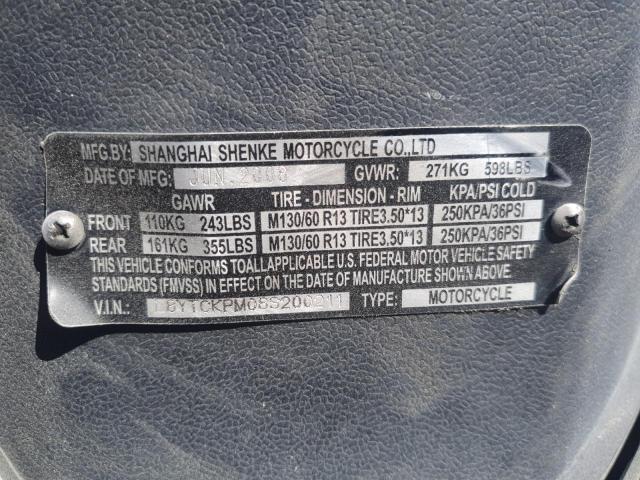 MFG.BY: SHANGHAI SHENKE MOTORCYCLE CO.,LTD
DATE OF MFG: JUN.2008 GVWR: 271KG 598LBS
GAWR TIRE - DIMENSION - RIM KPA/PSI COLD
FRONT 110KG 243LBS M130/60 R13 TIRE3.50*13 250KPA/36PSI
REAR 161KG 355LBS M130/60 R13 TIRE3.50*13 250KPA/36PSI
THIS VEHICLE CONFORMS TOALLAPPLICABLE U.S. FEDERAL MOTOR VEHICLE SAFETY
STANDARDS (FMVSS) IN EFFECT ON THE DATE OF MANUFACTURE SHOWN ABOVE.
V.I.N.: TYPE: MOTORCYCLE